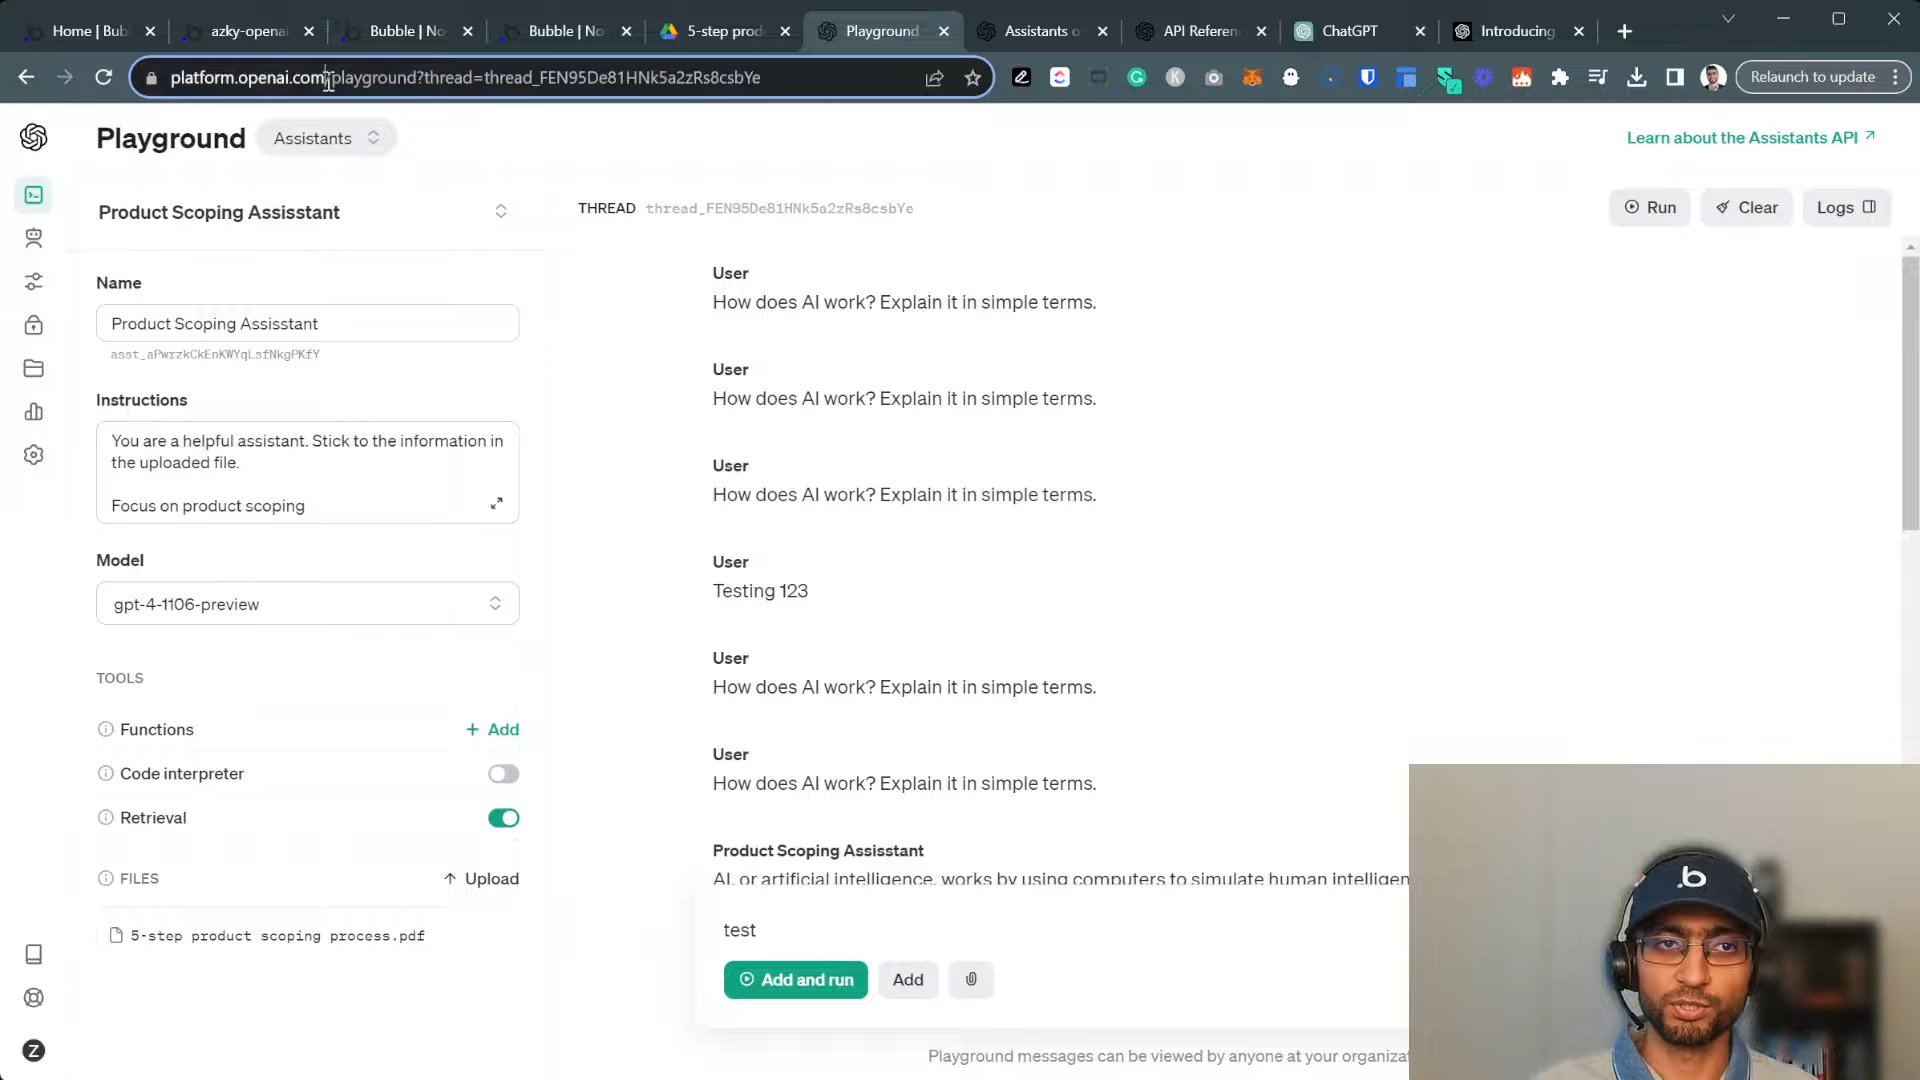 Home | Bub
azky-openai
Bubble | No
Bubble | No
5-step prod
Playground
Assistants o
API Referen
ChatGPT
Introducing
platform.openai.com/playground?thread=thread_FEN95De81HNk5a2zRs8csbYe
Relaunch to update
Playground
Assistants
Learn about the Assistants API
Product Scoping Assisstant
THREAD thread_FEN95De81HNk5a2zRs8csbYe
Run
Clear
Logs
Name
Product Scoping Assisstant
asst_aPwrzkCkEnKWYqLsfNkgPKfY
Instructions
You are a helpful assistant. Stick to the information in
the uploaded file.
Focus on product scoping
Model
gpt-4-1106-preview
TOOLS
Functions
+ Add
Code interpreter
Retrieval
FILES
Upload
5-step product scoping process.pdf
User
How does AI work? Explain it in simple terms.
User
How does AI work? Explain it in simple terms.
User
How does AI work? Explain it in simple terms.
User
Testing 123
User
How does AI work? Explain it in simple terms.
User
How does AI work? Explain it in simple terms.
Product Scoping Assisstant
AI, or artificial intelligence, works by using computers to simulate human intelligen
test
Add and run
Add
Playground messages can be viewed by anyone at your organizat
Z
.b